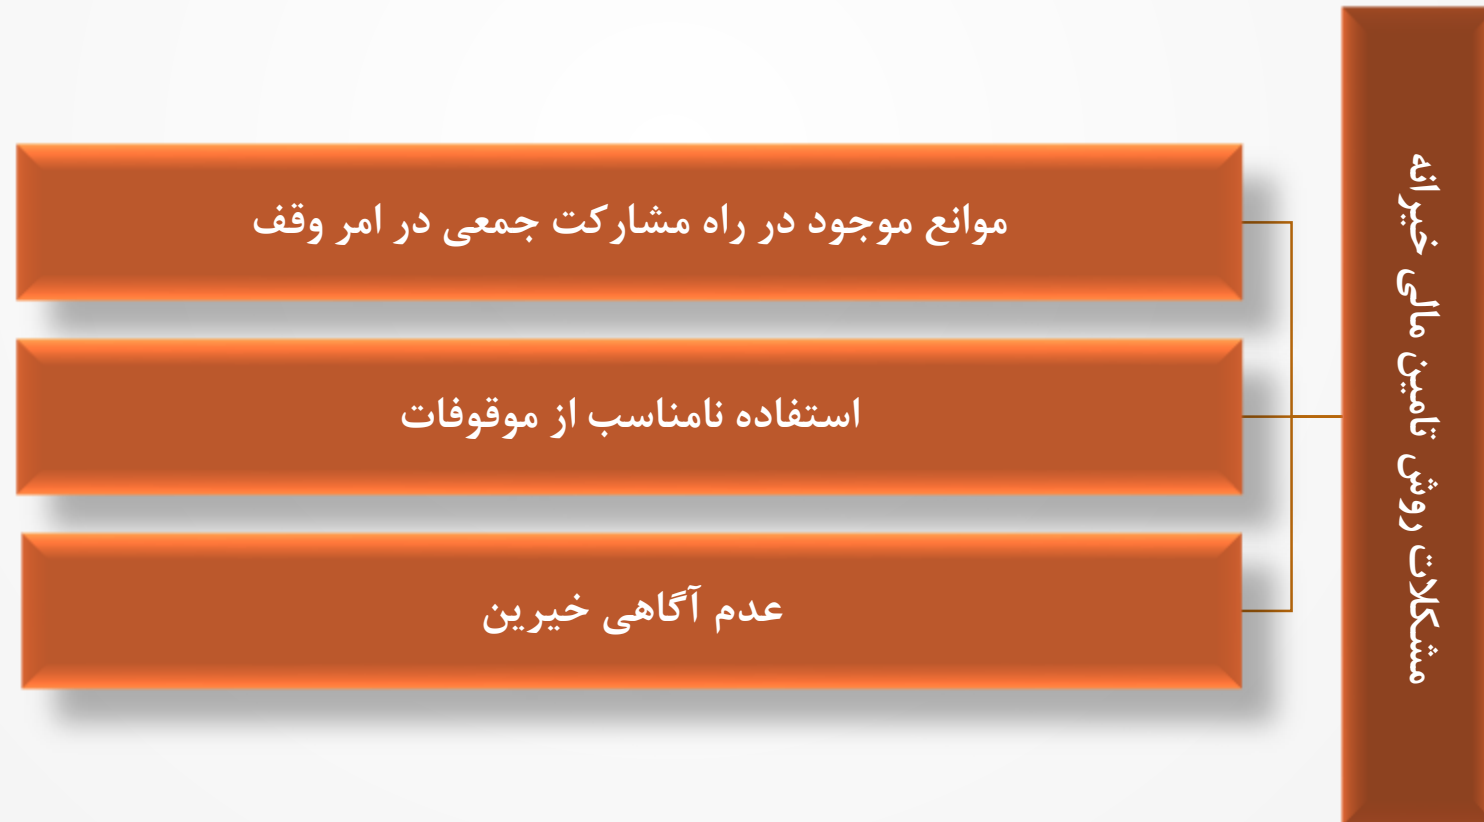 مشکلات روش تامین مالی خیرانه
موانع موجود در راه مشارکت جمعی در امر وقف
استفاده نامناسب از موقوفات
عدم آگاهی خیرین